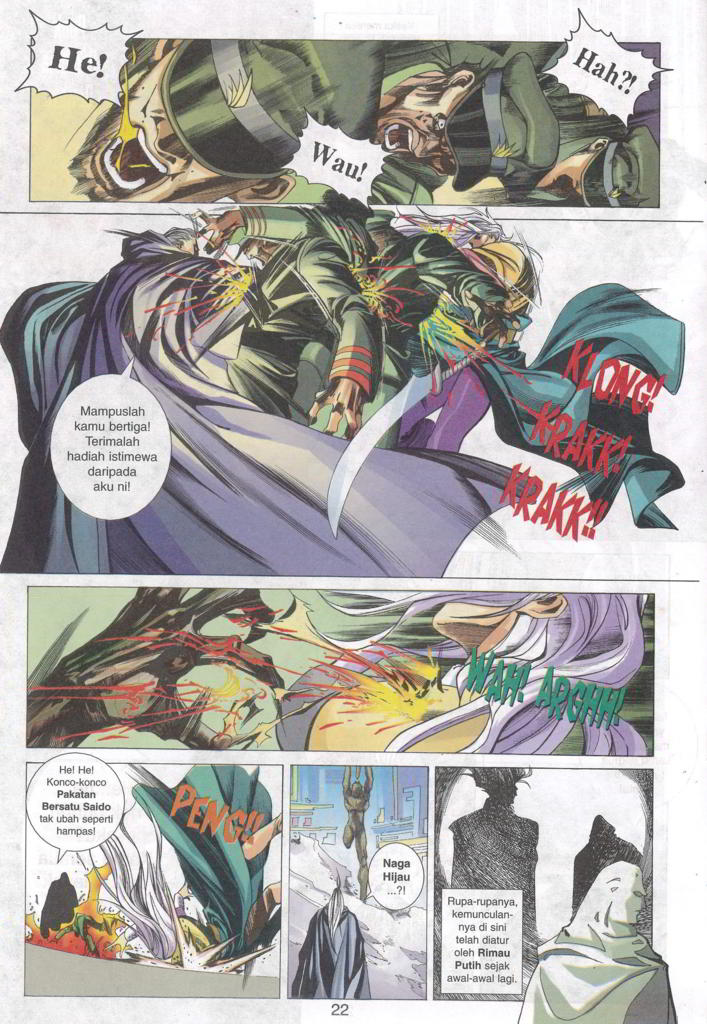 He!
Hah?!
Wau!
Mampuslah
kamu bertiga!
Terimalah
hadiah istimewa
daripada
aku ni!
KLONG!
KRAKK!
KRAKK!!
WAH! ARGHH!
He! He!
Konco-konco
Pakatan
Bersatu Saido
tak ubah seperti
hampas!
PENG!!
Naga
Hijau
...?!
Rupa-rupanya,
kemunculan-
nya di sini
telah diatur
oleh Rimau
Putih sejak
awal-awal lagi.
22